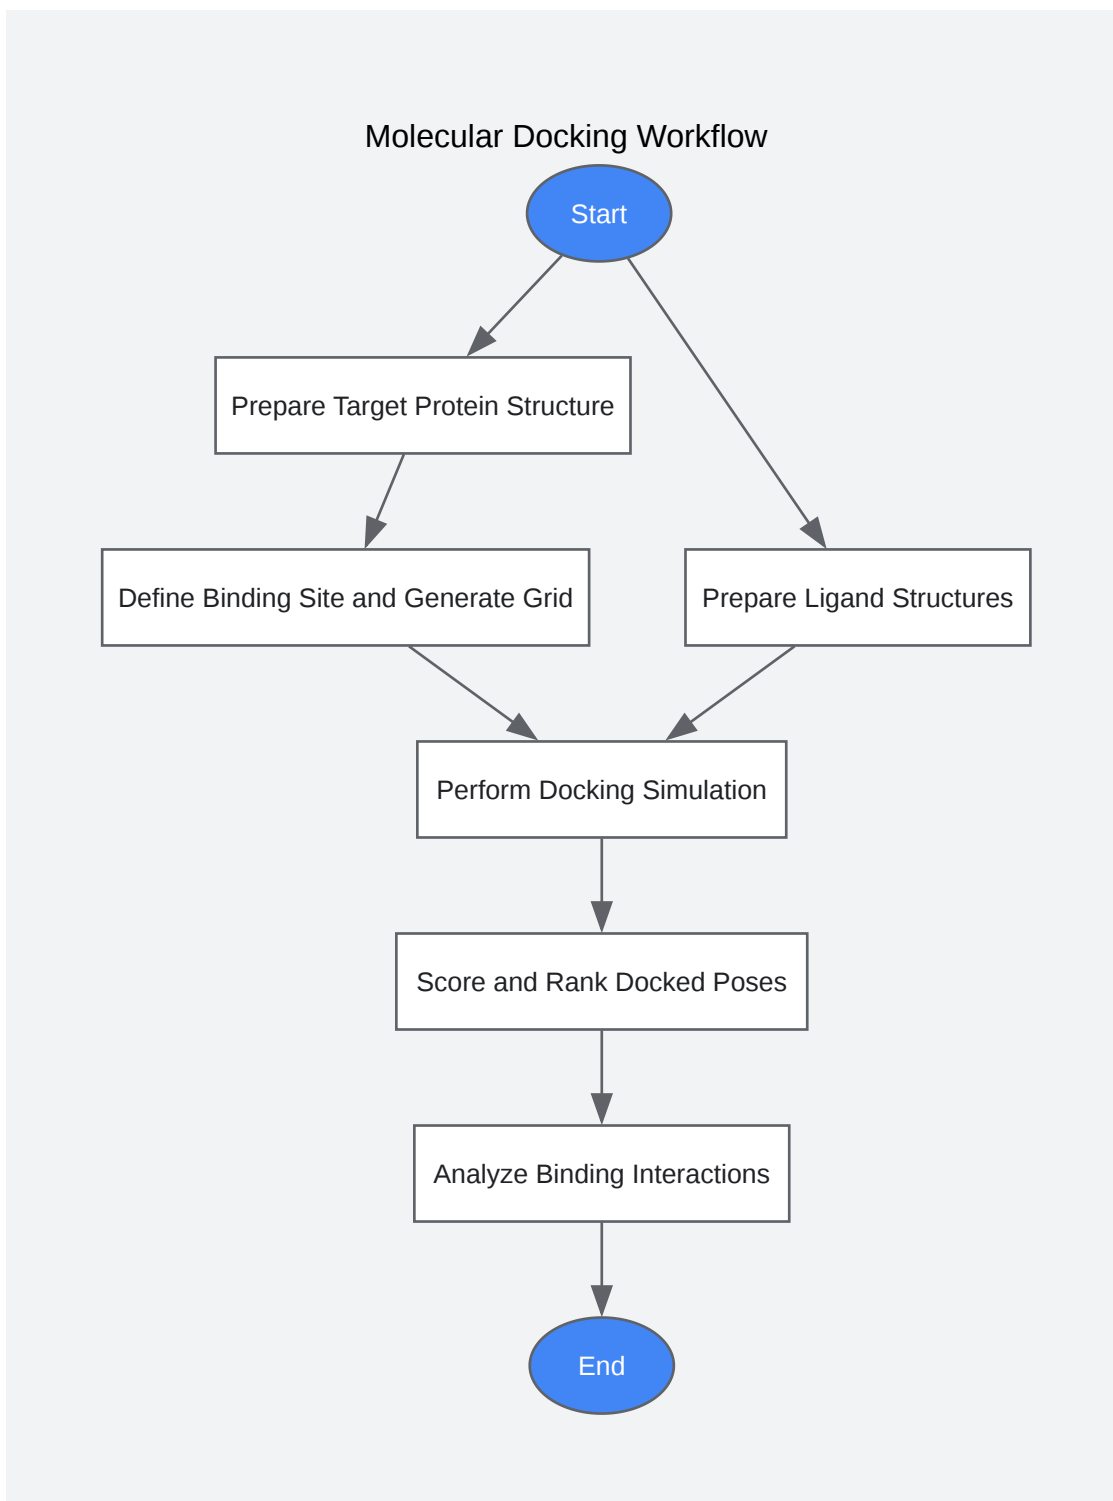 Molecular Docking Workflow
Start
Prepare Target Protein Structure
Define Binding Site and Generate Grid
Prepare Ligand Structures
Perform Docking Simulation
Score and Rank Docked Poses
Analyze Binding Interactions
End